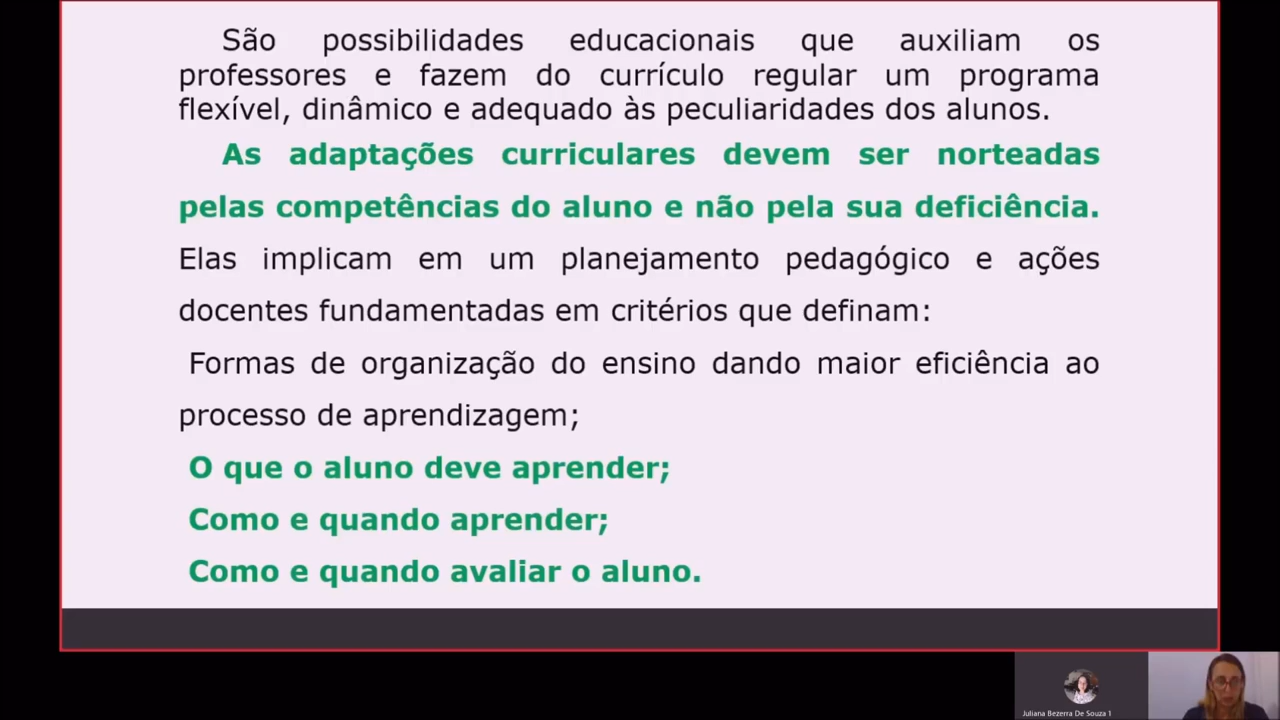 São possibilidades educacionais que auxiliam os
professores e fazem do currículo regular um programa
flexível, dinâmico e adequado às peculiaridades dos alunos.
As adaptações curriculares devem ser norteadas
pelas competências do aluno e não pela sua deficiência.
Elas implicam em um planejamento pedagógico e ações
docentes fundamentadas em critérios que definam:
Formas de organização do ensino dando maior eficiência ao
processo de aprendizagem;
O que o aluno deve aprender;
Como e quando aprender;
Como e quando avaliar o aluno.
Juliana Bezerra De Souza 1